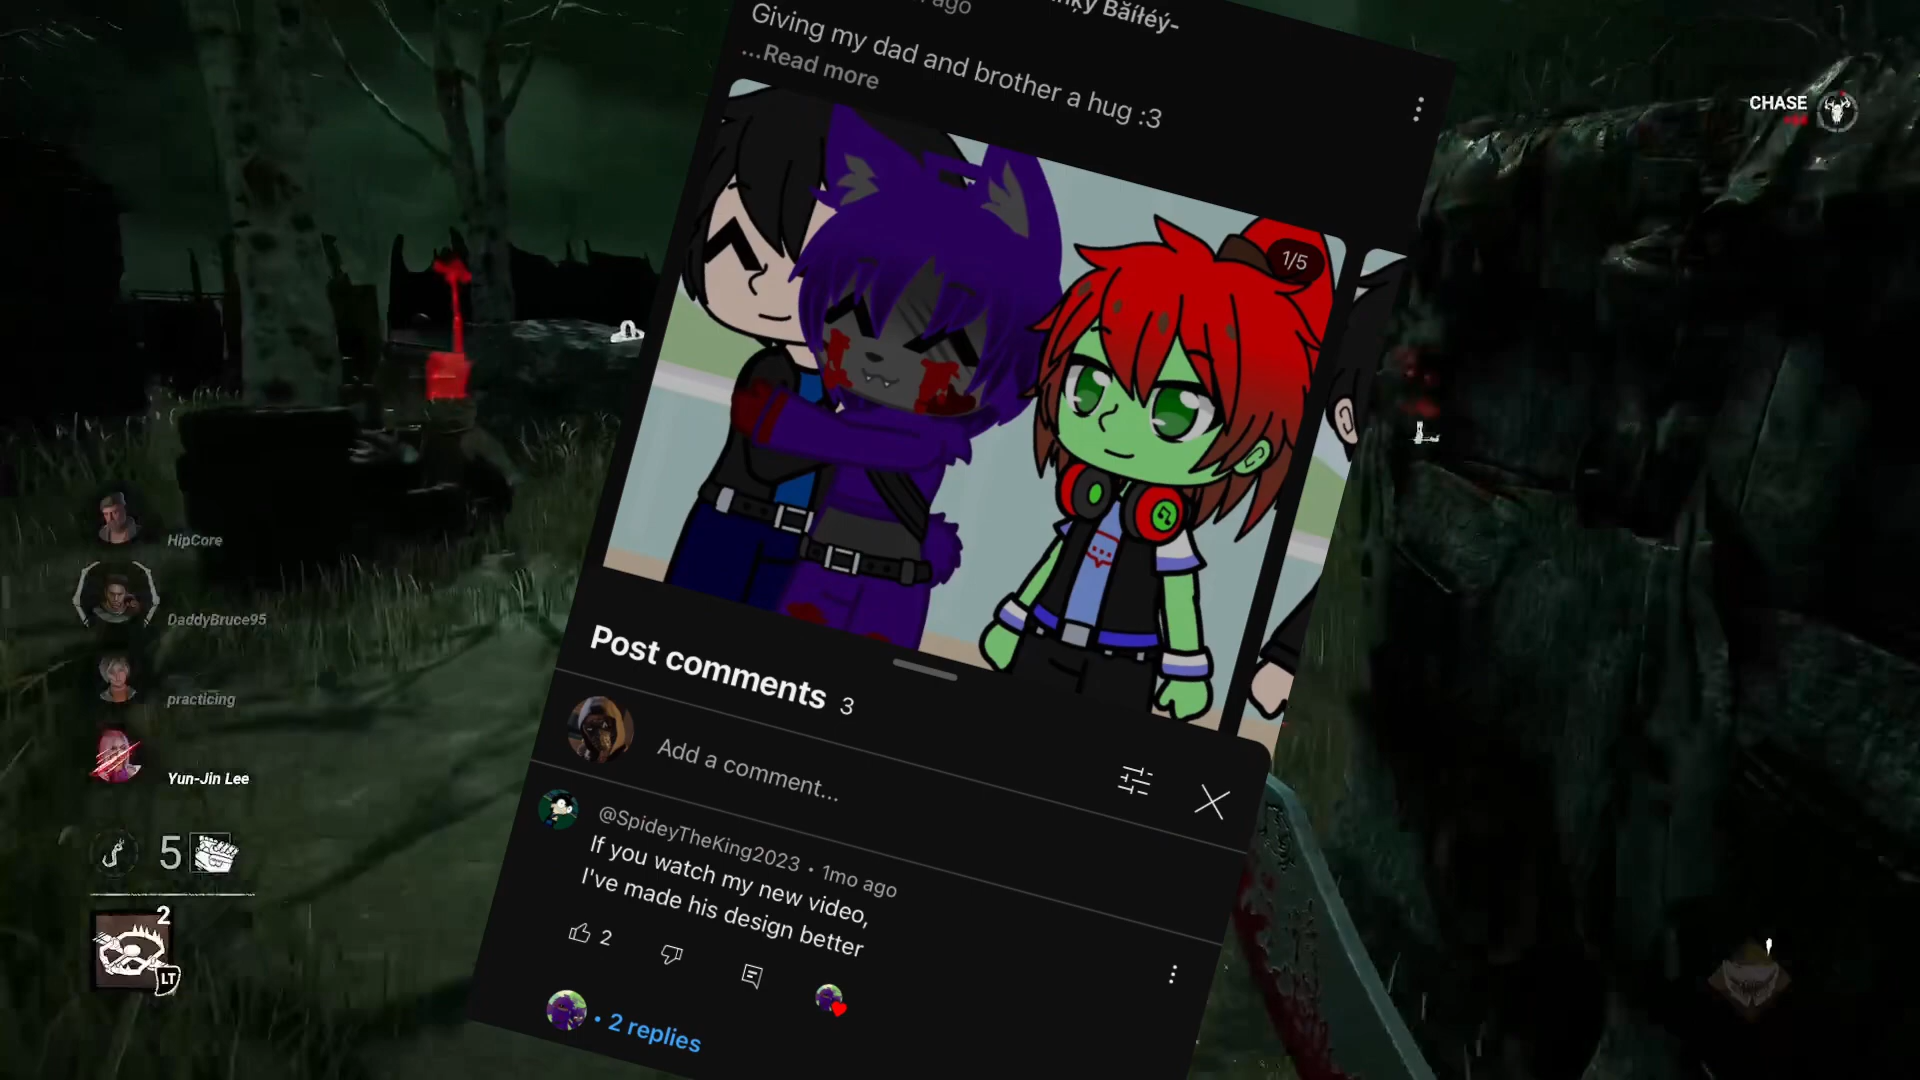 ago
Giving my dad and brother a hug :3
...Read more
1/5
CHASE
HipCore
DaddyBruce95
practicing
Yun-Jin Lee
5
2
LT
Post comments 3
Add a comment...
@SpideyTheKing2023 • 1mo ago
If you watch my new video,
I've made his design better
2
• 2 replies